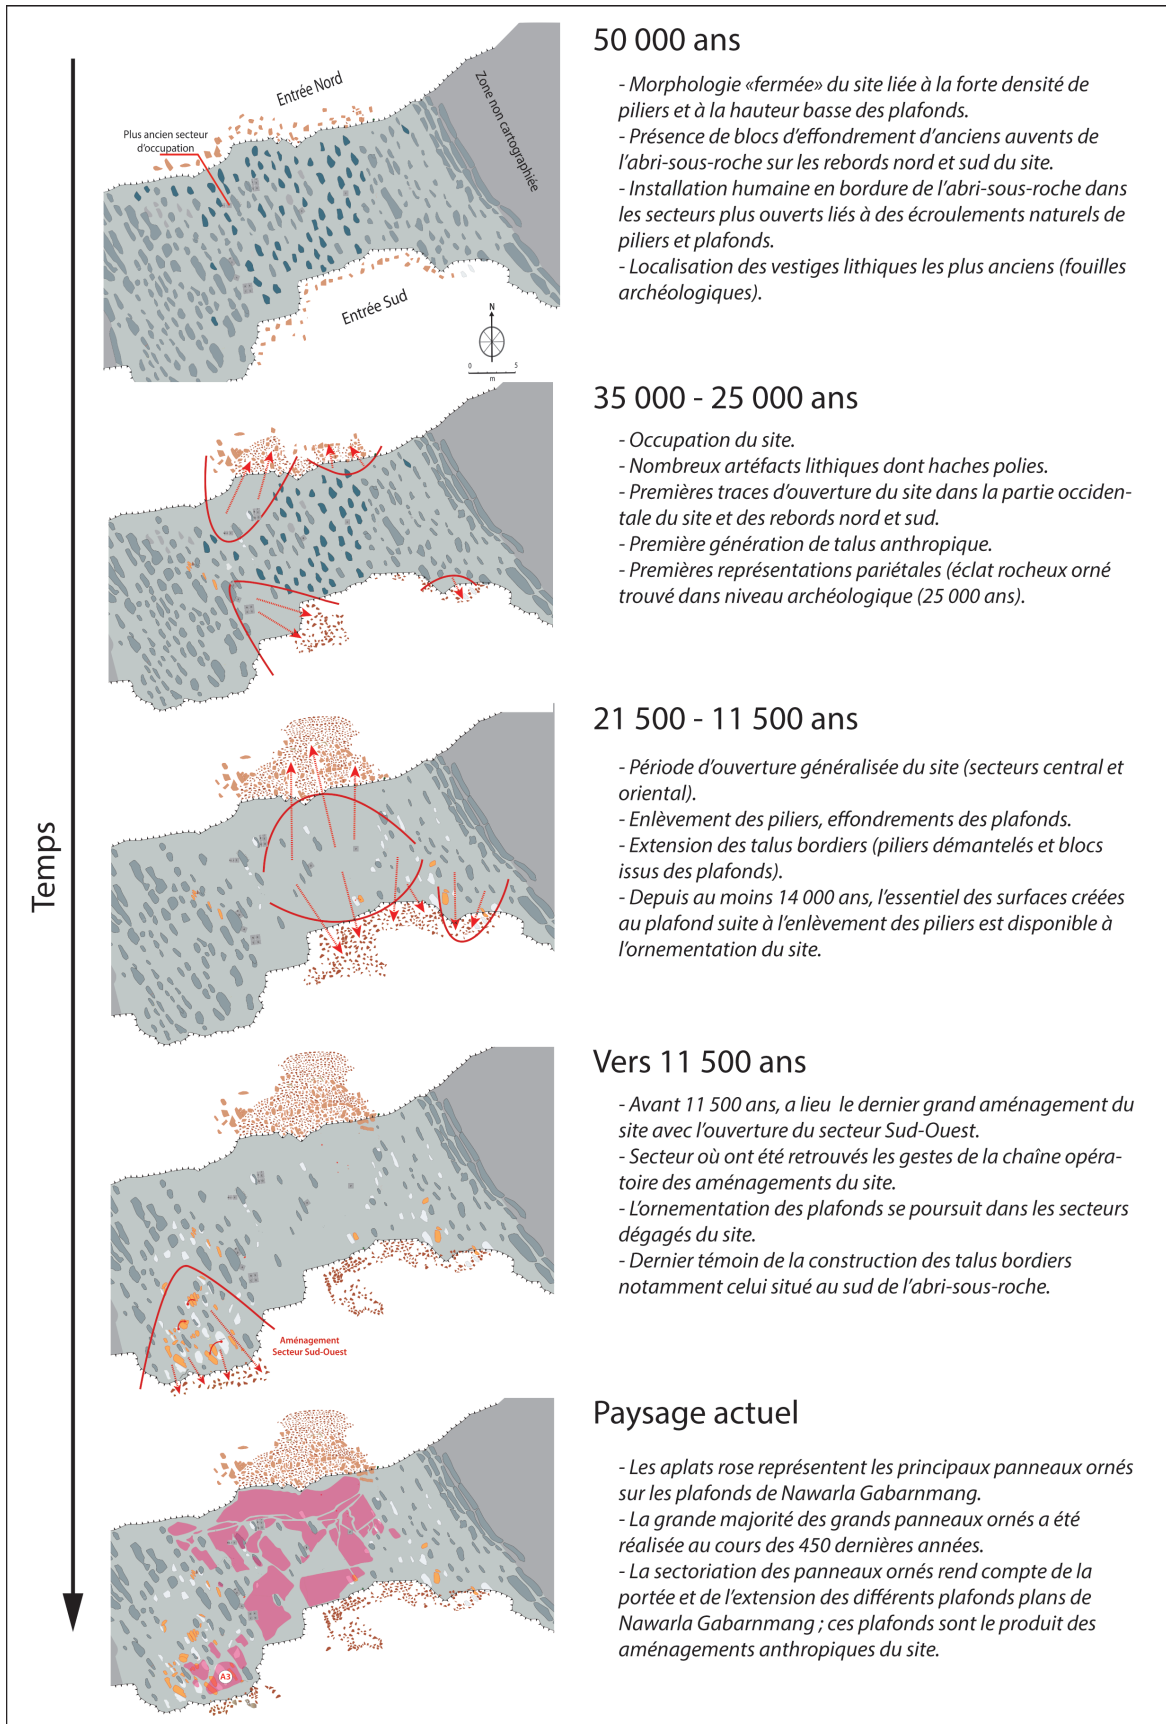 Temps
50 000 ans
- Morphologie «fermée» du site liée à la forte densité de
piliers et à la hauteur basse des plafonds.
- Présence de blocs d’effondrement d’anciens auvents de
l’abri-sous-roche sur les rebords nord et sud du site.
- Installation humaine en bordure de l’abri-sous-roche dans
les secteurs plus ouverts liés à des écroulements naturels de
piliers et plafonds.
- Localisation des vestiges lithiques les plus anciens (fouilles
archéologiques).
Entrée Nord
Zone non cartographiée
Plus ancien secteur
d’occupation
Entrée Sud
N
0 5
m
35 000 - 25 000 ans
- Occupation du site.
- Nombreux artéfacts lithiques dont haches polies.
- Premières traces d’ouverture du site dans la partie occiden-
tale du site et des rebords nord et sud.
- Première génération de talus anthropique.
- Premières représentations pariétales (éclat rocheux orné
trouvé dans niveau archéologique (25 000 ans).
21 500 - 11 500 ans
- Période d’ouverture généralisée du site (secteurs central et
oriental).
- Enlèvement des piliers, effondrements des plafonds.
- Extension des talus bordiers (piliers démantelés et blocs
issus des plafonds).
- Depuis au moins 14 000 ans, l’essentiel des surfaces créées
au plafond suite à l’enlèvement des piliers est disponible à
l’ornementation du site.
Vers 11 500 ans
- Avant 11 500 ans, a lieu le dernier grand aménagement du
site avec l’ouverture du secteur Sud-Ouest.
- Secteur où ont été retrouvés les gestes de la chaîne opéra-
toire des aménagements du site.
- L’ornementation des plafonds se poursuit dans les secteurs
dégagés du site.
- Dernier témoin de la construction des talus bordiers
notamment celui situé au sud de l’abri-sous-roche.
Aménagement
Secteur Sud-Ouest
Paysage actuel
- Les aplats rose représentent les principaux panneaux ornés
sur les plafonds de Nawarla Gabarnmang.
- La grande majorité des grands panneaux ornés a été
réalisée au cours des 450 dernières années.
- La sectoriation des panneaux ornés rend compte de la
portée et de l’extension des différents plafonds plans de
Nawarla Gabarnmang ; ces plafonds sont le produit des
aménagements anthropiques du site.
A3